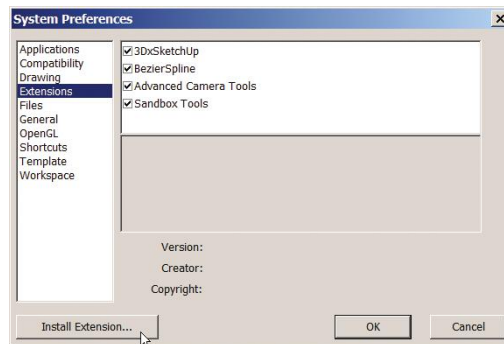 System Preferences
Applications
Compatibility
Drawing
Extensions
Files
General
OpenGL
Shortcuts
Template
Workspace
3DxSketchUp
BezierSpline
Advanced Camera Tools
Sandbox Tools
Version:
Creator:
Copyright:
Install Extension...
OK
Cancel